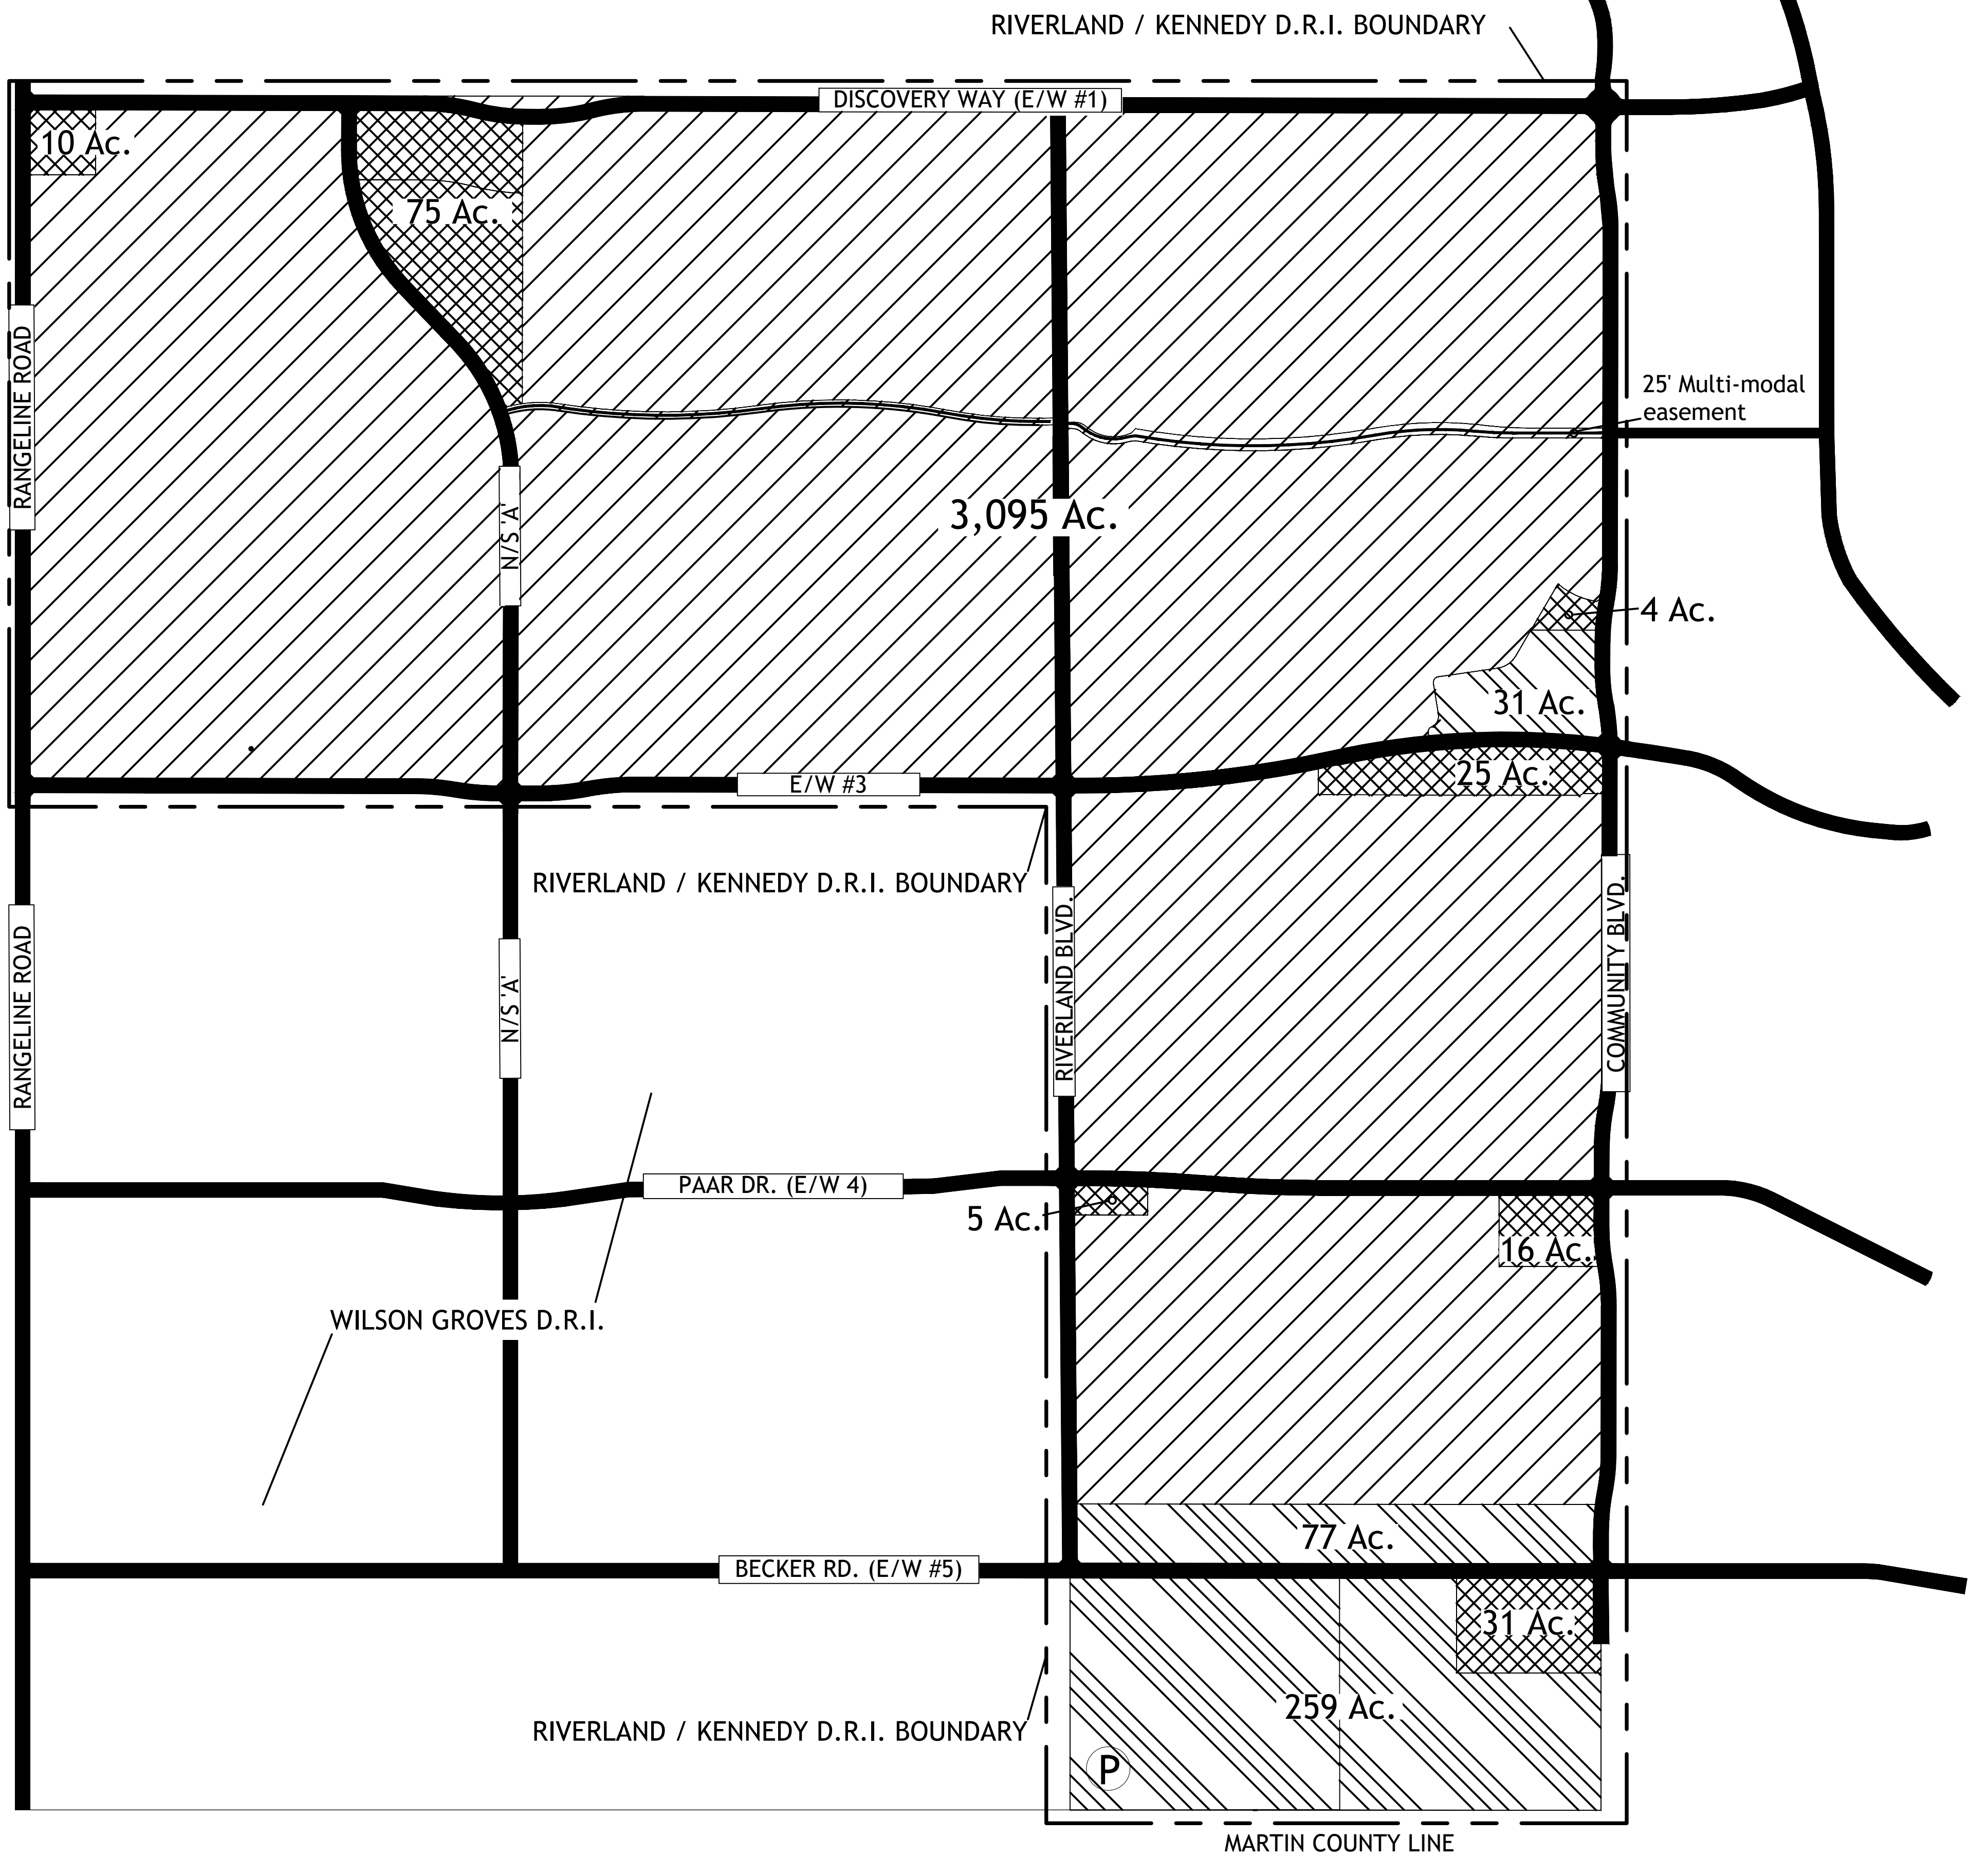 RIVERLAND / KENNEDY D.R.I. BOUNDARY
DISCOVERY WAY (E/W #1)
10 Ac.
75 Ac.
RANGELINE ROAD
25' Multi-modal
easement
N/S 'A'
3,095 Ac.
4 Ac.
31 Ac.
25 Ac.
E/W #3
RIVERLAND / KENNEDY D.R.I. BOUNDARY
RANGELINE ROAD
N/S 'A'
RIVERLAND BLVD.
COMMUNITY BLVD.
PAAR DR. (E/W 4)
5 Ac.
16 Ac.
WILSON GROVES D.R.I.
77 Ac.
BECKER RD. (E/W #5)
31 Ac.
259 Ac.
RIVERLAND / KENNEDY D.R.I. BOUNDARY
P
MARTIN COUNTY LINE